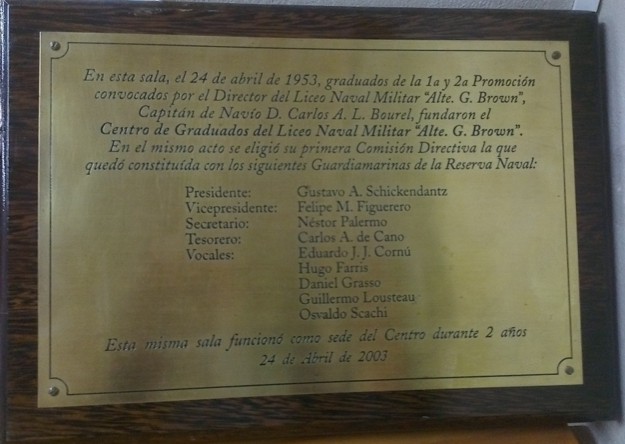 En esta sala, el 24 de abril de 1953, graduados de la 1a y 2a Promoción
convocados por el Director del Liceo Naval Militar "Alte. G. Brown",
Capitán de Navío D. Carlos A. L. Bourel, fundaron el
Centro de Graduados del Liceo Naval Militar "Alte. G. Brown".
En el mismo acto se eligió su primera Comisión Directiva la que
quedó constituída con los siguientes Guardiamarinas de la Reserva Naval:
Presidente: Gustavo A. Schickendantz
Vicepresidente: Felipe M. Figuerero
Secretario: Néstor Palermo
Tesorero: Carlos A. de Cano
Vocales: Eduardo J. J. Cornú
Hugo Farris
Daniel Grasso
Guillermo Lousteau
Osvaldo Scachi
Esta misma sala funcionó como sede del Centro durante 2 años
24 de Abril de 2003